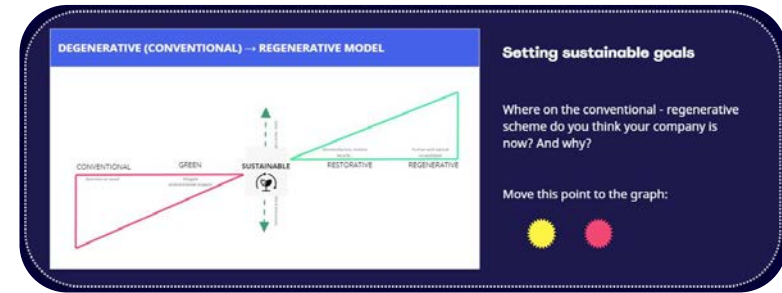 DEGENERATIVE (CONVENTIONAL) → REGENERATIVE MODEL
CONVENTIONAL
GREEN
SUSTAINABLE
RESTORATIVE
REGENERATIVE
Setting sustainable goals
Where on the conventional - regenerative
scheme do you think your company is
now? And why?
Move this point to the graph: